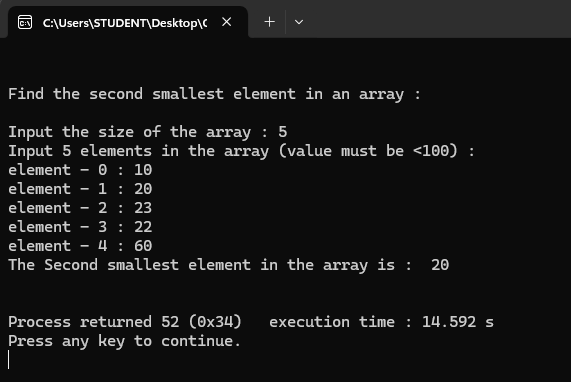 C:\Users\STUDENT\Desktop\
Find the second smallest element in an array :
Input the size of the array : 5
Input 5 elements in the array (value must be <100) :
element - 0 : 10
element - 1 : 20
element - 2 : 23
element - 3 : 22
element - 4 : 60
The Second smallest element in the array is :  20
Process returned 52 (0x34)   execution time : 14.592 s
Press any key to continue.